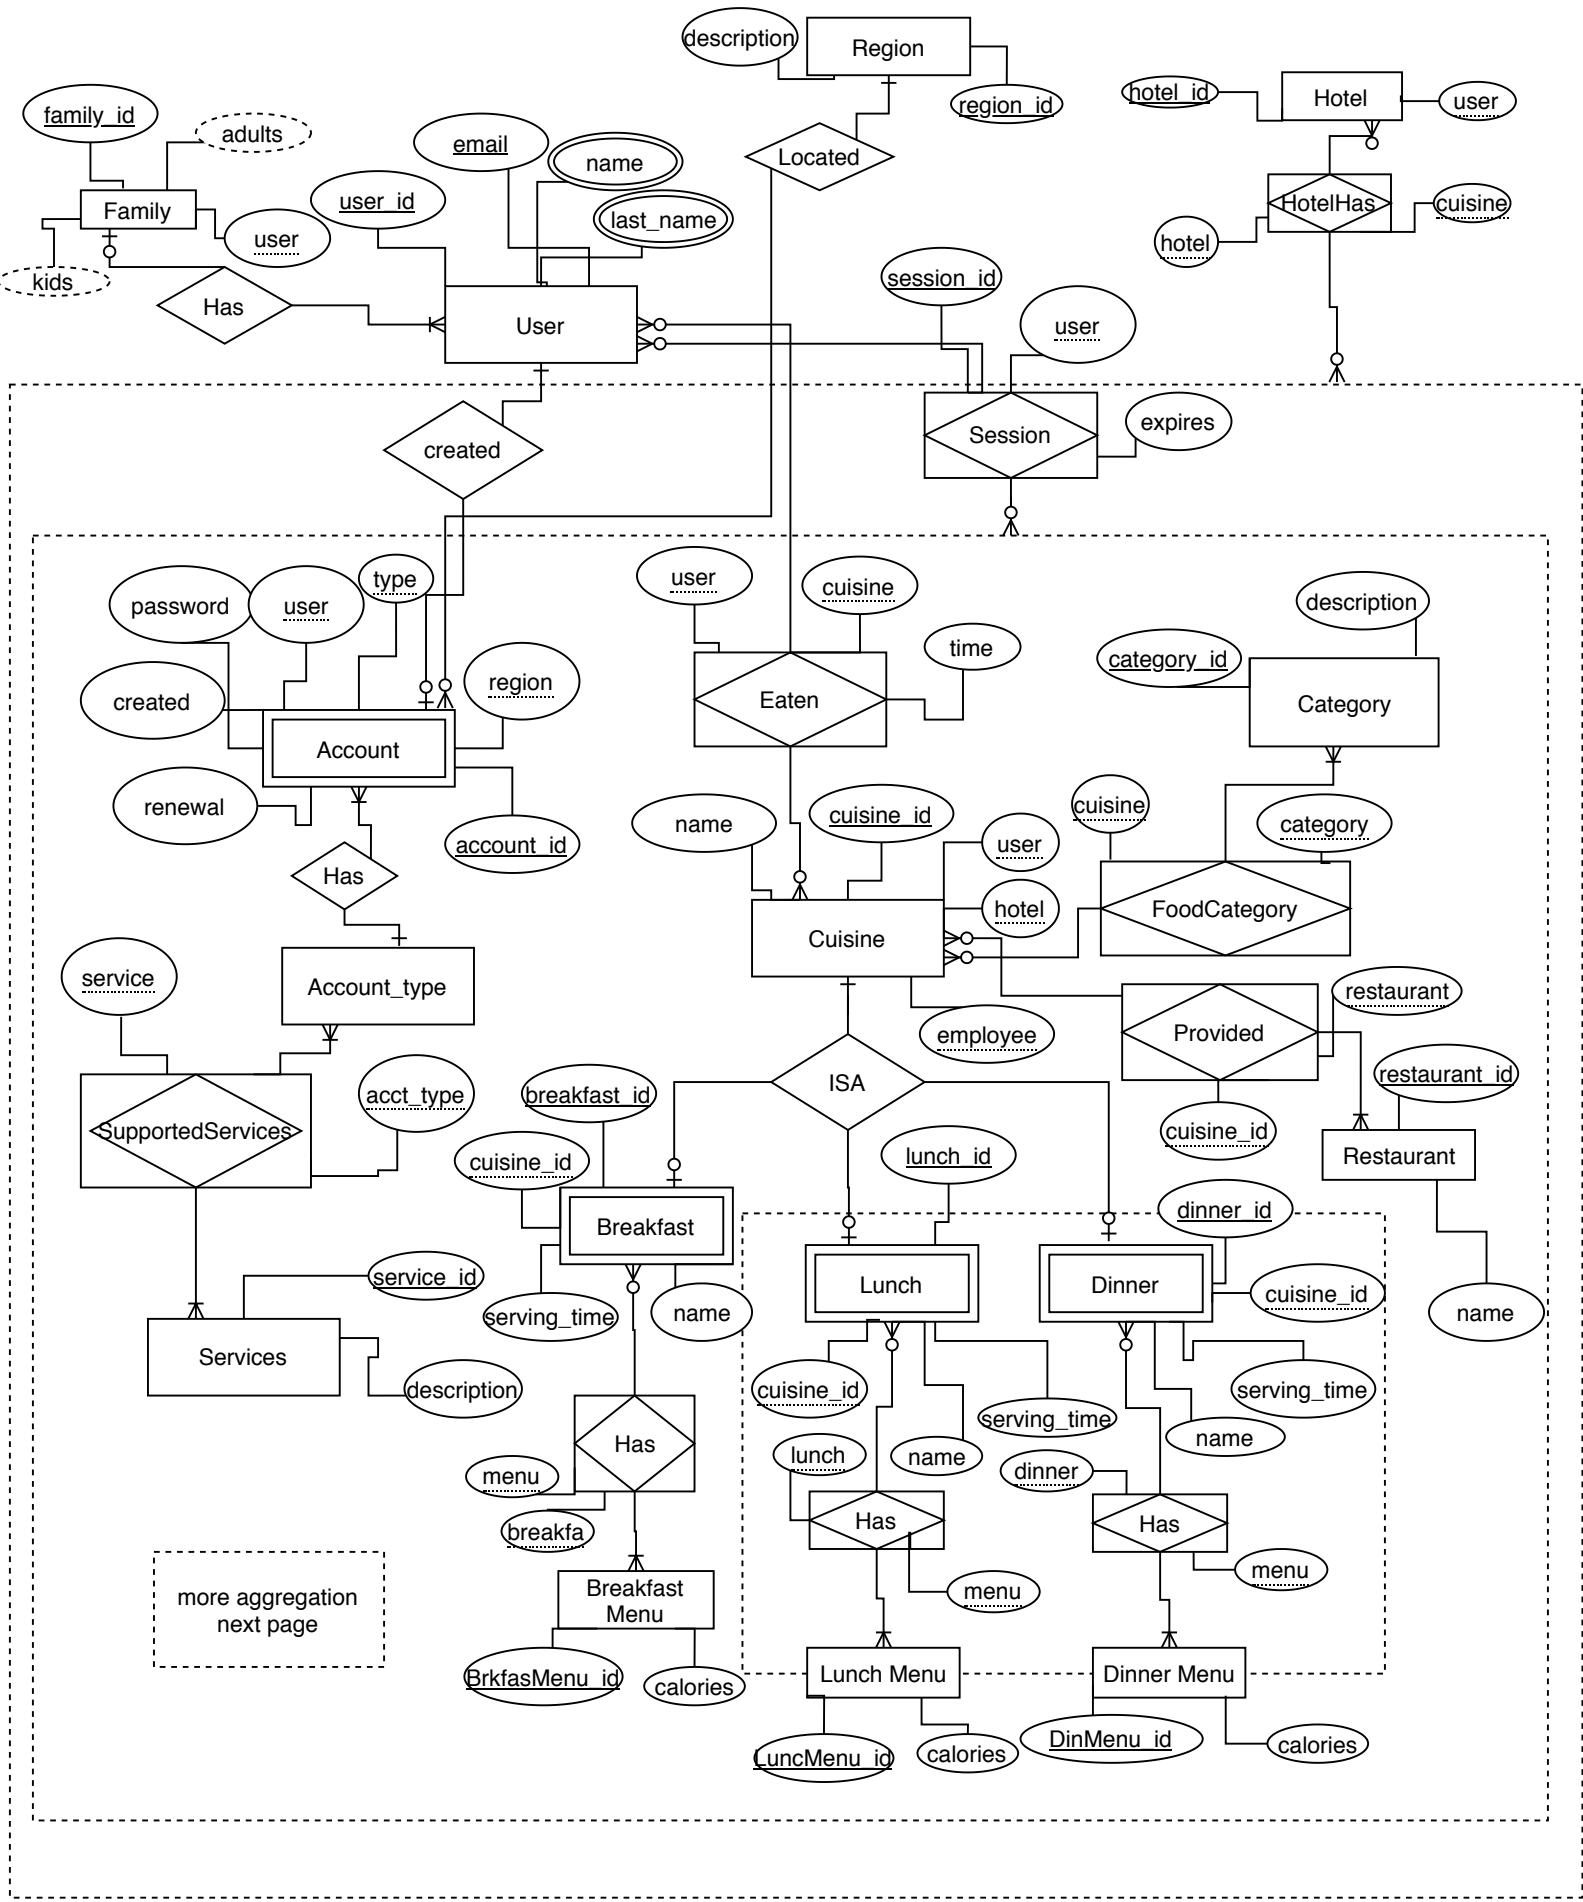 description
Region
region_id
hotel_id
Hotel
user
family_id
adults
email
name
Located
user_id
last_name
HotelHas
cuisine
hotel
Family
user
kids
Has
User
session_id
user
created
Session
expires
password
user
type
user
cuisine
time
description
category_id
Category
created
region
Eaten
Account
renewal
account_id
name
cuisine_id
user
hotel
cuisine
category
Has
Cuisine
FoodCategory
service
Account_type
employee
Provided
restaurant
restaurant_id
cuisine_id
Restaurant
name
acct_type
SupportedServices
ISA
breakfast_id
cuisine_id
lunch_id
dinner_id
Breakfast
Lunch
Dinner
cuisine_id
service_id
serving_time
name
Services
description
cuisine_id
serving_time
name
serving_time
name
Has
menu
breakfa
lunch
Has
menu
dinner
Has
menu
more aggregation
next page
Breakfast
Menu
BrkfasMenu_id
calories
Lunch Menu
Dinner Menu
LuncMenu_id
calories
DinMenu_id
calories